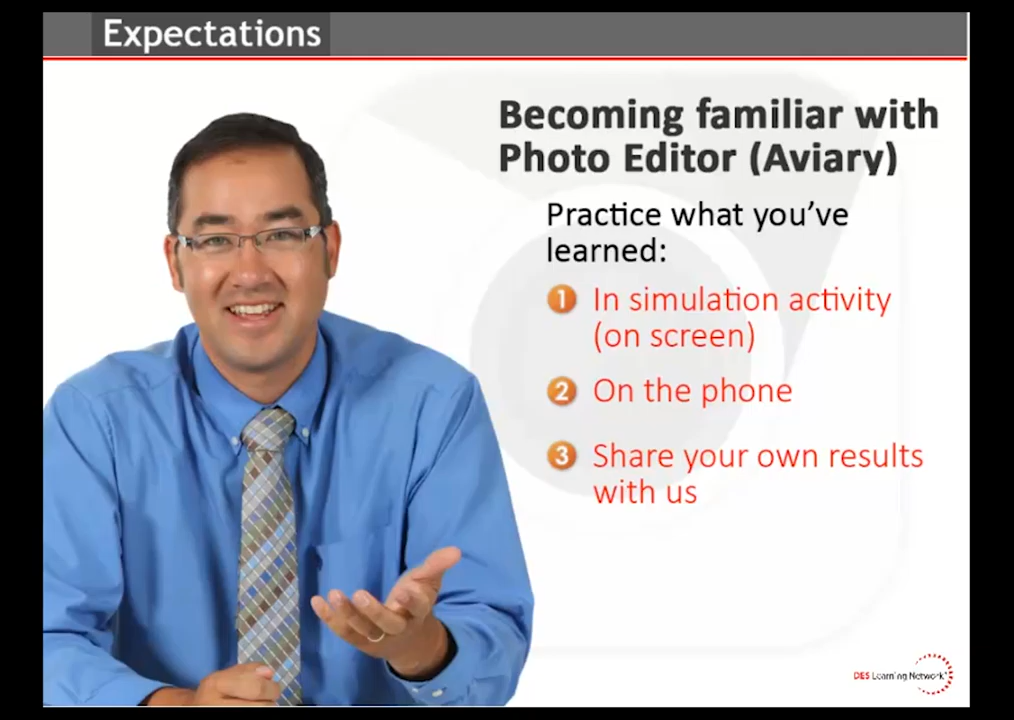 Expectations
Becoming familiar with
Photo Editor (Aviary)
Practice what you've
learned:
1 In simulation activity
(on screen)
2 On the phone
3 Share your own results
with us
DES Learning Network